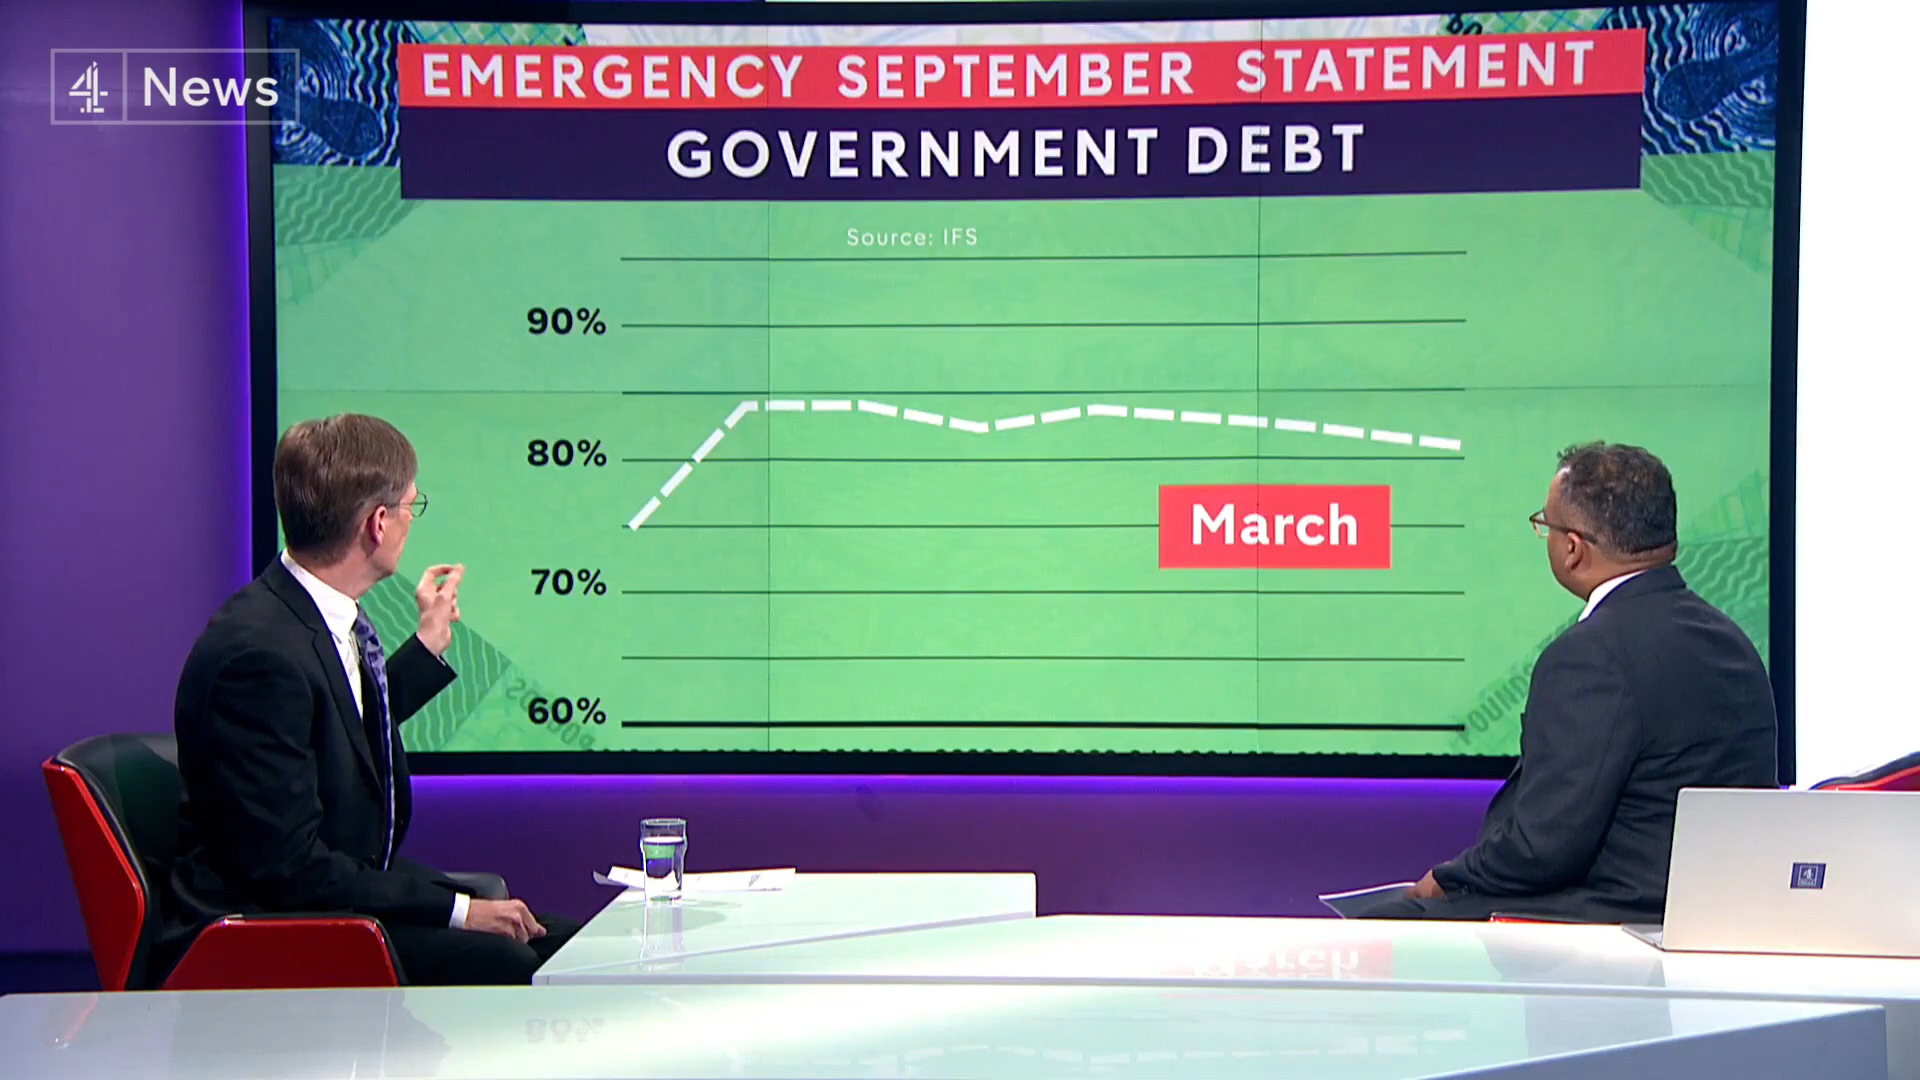 4 News
EMERGENCY SEPTEMBER STATEMENT
GOVERNMENT DEBT
Source: IFS
90%
80%
March
70%
60%